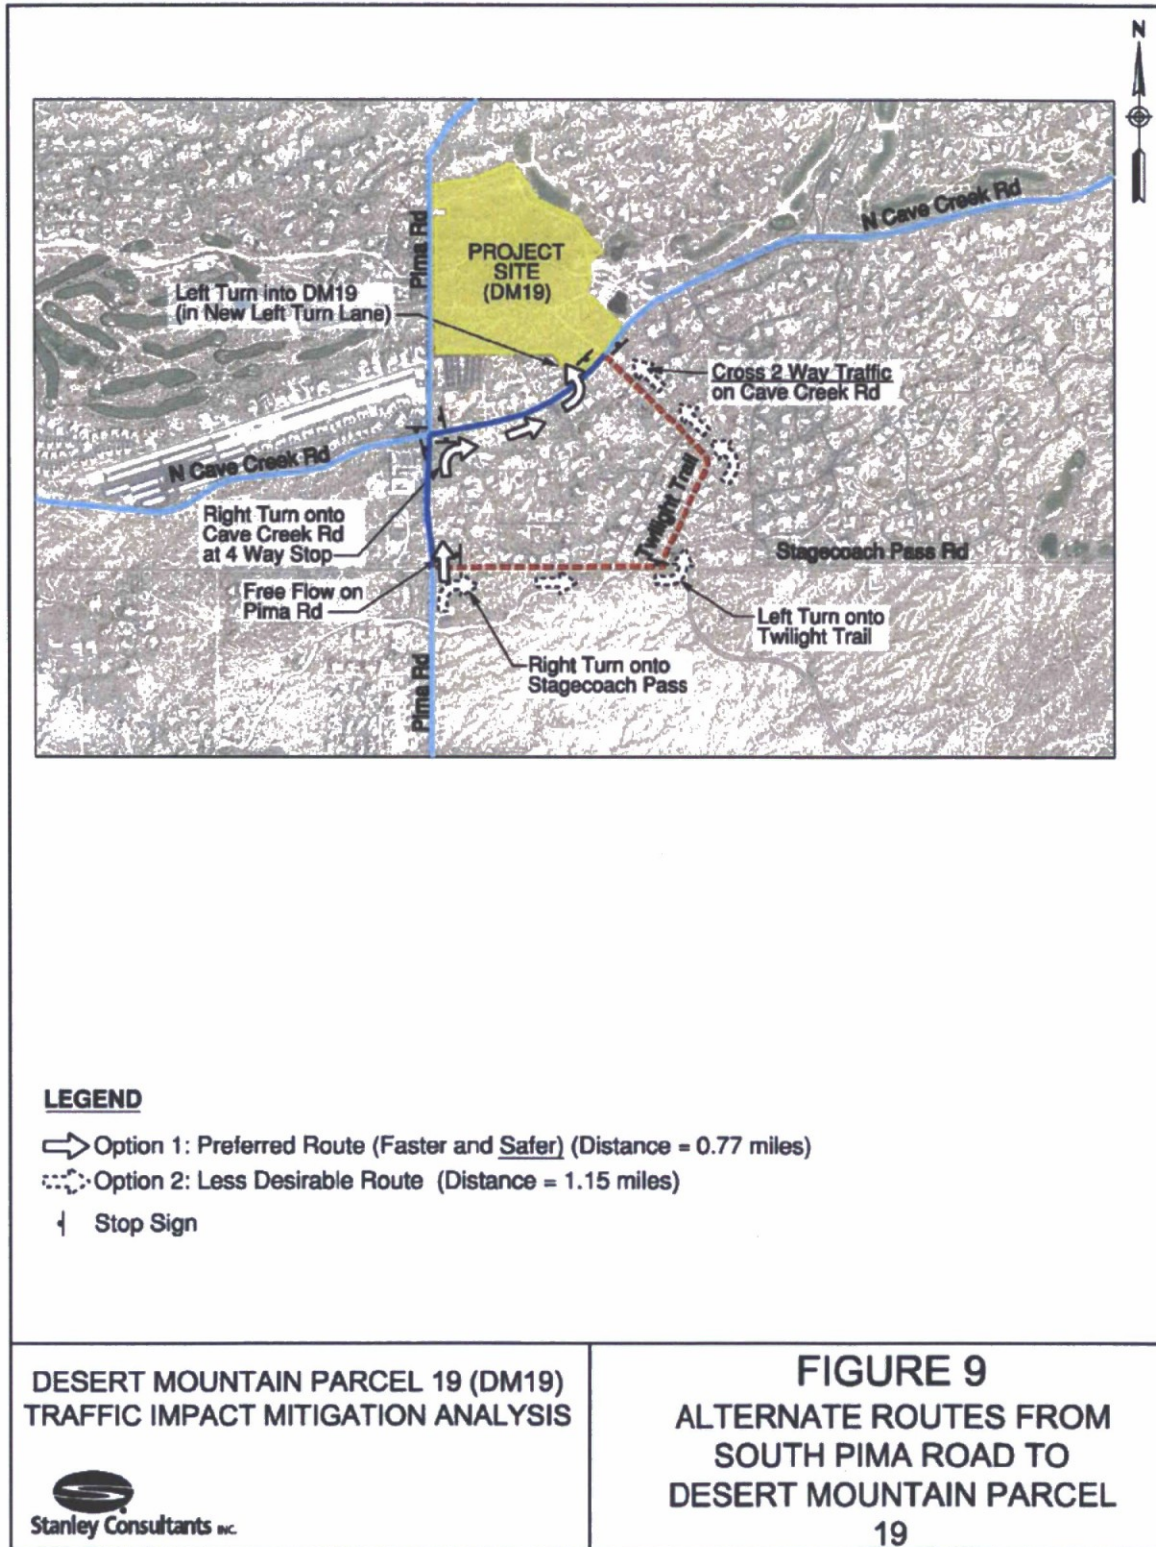 N
N Cave Creek Rd
Pima Rd
PROJECT
SITE
(DM19)
Left Turn into DM19
(in New Left Turn Lane)
Cross 2 Way Traffic
on Cave Creek Rd
N Cave Creek Rd
Twilight Trail
Right Turn onto
Cave Creek Rd
at 4 Way Stop
Stagecoach Pass Rd
Free Flow on
Pima Rd
Left Turn onto
Twilight Trail
Right Turn onto
Stagecoach Pass
Pima Rd
LEGEND
Option 1: Preferred Route (Faster and Safer) (Distance = 0.77 miles)
Option 2: Less Desirable Route (Distance = 1.15 miles)
Stop Sign
DESERT MOUNTAIN PARCEL 19 (DM19)
TRAFFIC IMPACT MITIGATION ANALYSIS
Stanley Consultants INC.
FIGURE 9
ALTERNATE ROUTES FROM
SOUTH PIMA ROAD TO
DESERT MOUNTAIN PARCEL
19